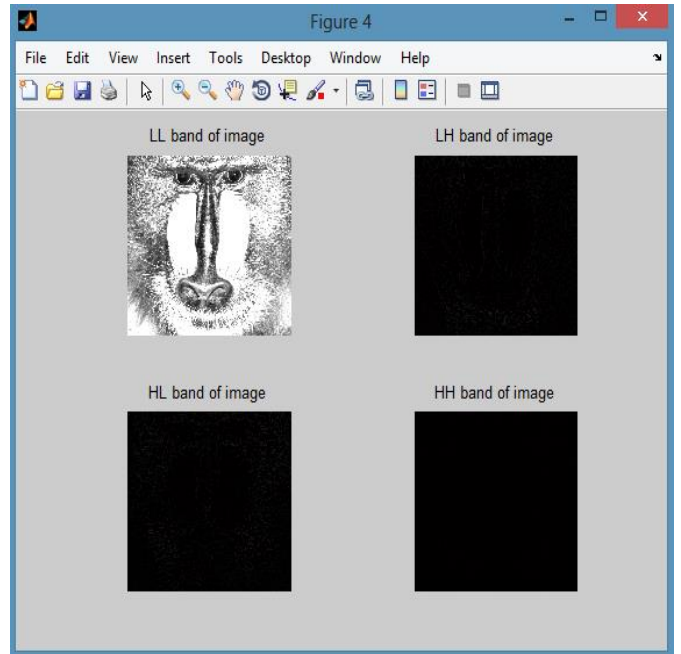 Figure 4
File Edit View Insert Tools Desktop Window Help
LL band of image
LH band of image
HL band of image
HH band of image